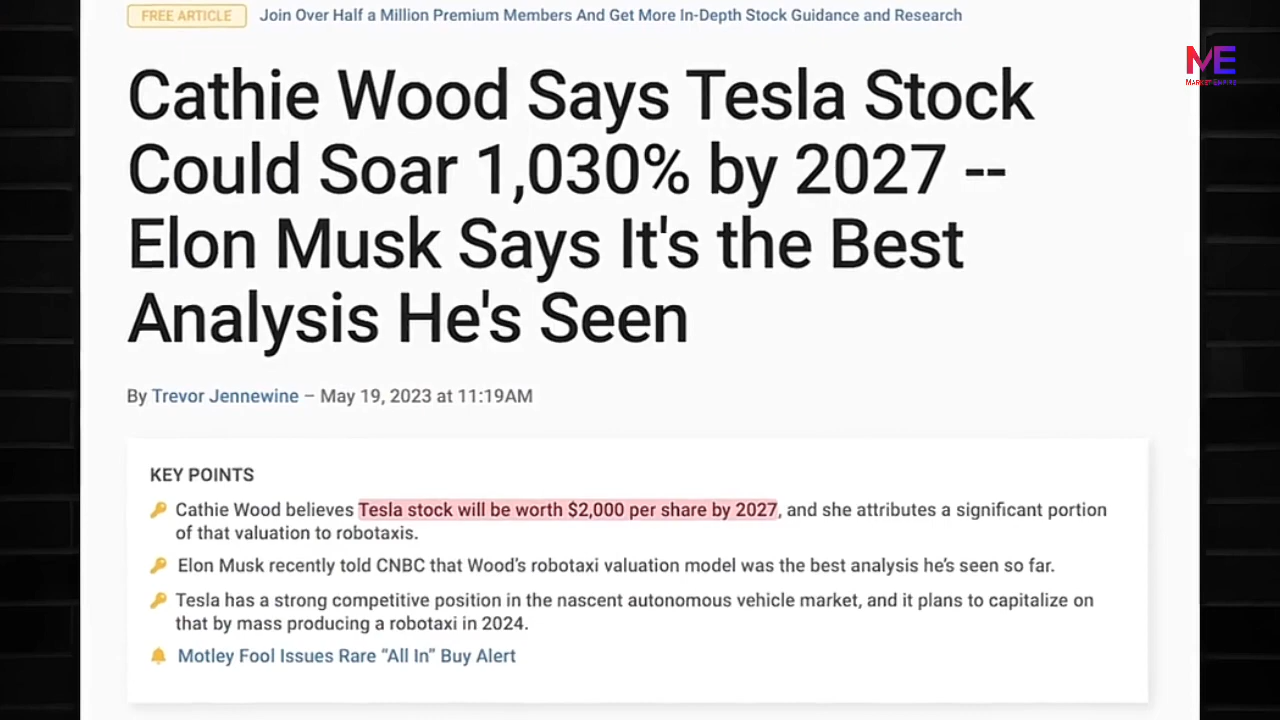 FREE ARTICLE Join Over Half a Million Premium Members And Get More In-Depth Stock Guidance and Research
ME
MARKET EMPIRE
Cathie Wood Says Tesla Stock
Could Soar 1,030% by 2027 --
Elon Musk Says It's the Best
Analysis He's Seen
By Trevor Jennewine – May 19, 2023 at 11:19AM
KEY POINTS
Cathie Wood believes Tesla stock will be worth $2,000 per share by 2027, and she attributes a significant portion
of that valuation to robotaxis.
Elon Musk recently told CNBC that Wood's robotaxi valuation model was the best analysis he's seen so far.
Tesla has a strong competitive position in the nascent autonomous vehicle market, and it plans to capitalize on
that by mass producing a robotaxi in 2024.
Motley Fool Issues Rare “All In” Buy Alert